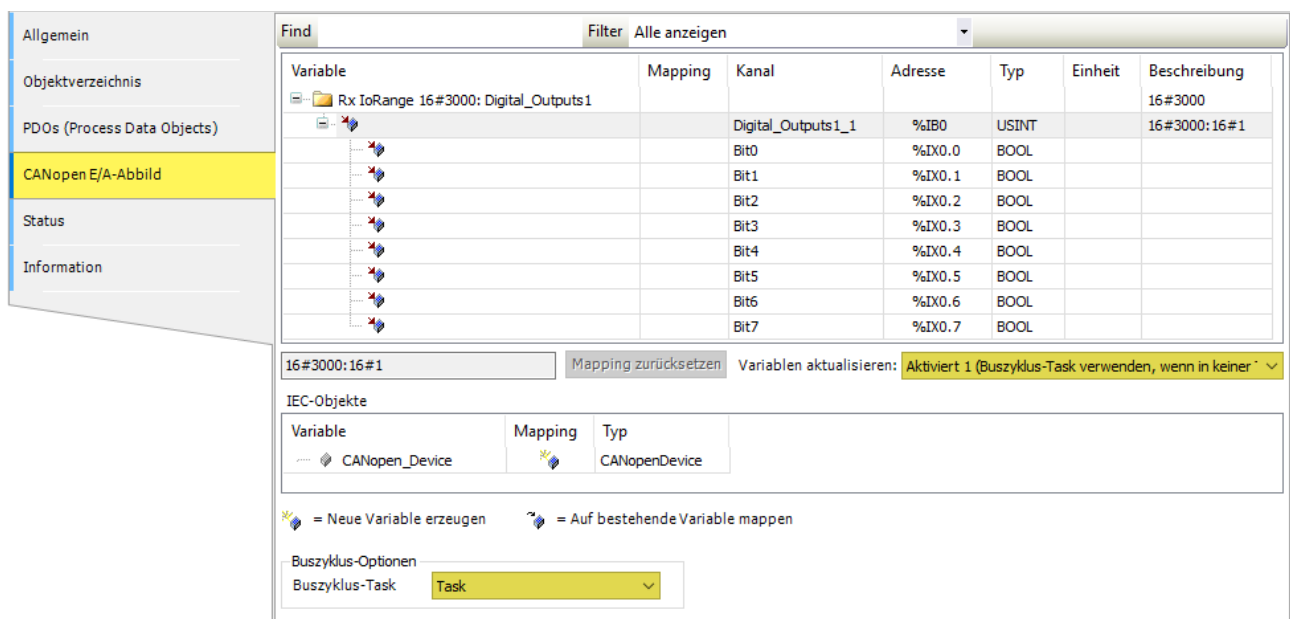 Allgemein
Objektverzeichnis
PDOs (Process Data Objects)
CANopen E/A-Abbild
Status
Information
Find Filter Alle anzeigen
Variable Mapping Kanal Adresse Typ Einheit Beschreibung
Rx IoRange 16#3000: Digital_Outputs1 16#3000
Digital_Outputs1_1 %IB0 USINT 16#3000:16#1
Bit0 %IX0.0 BOOL
Bit1 %IX0.1 BOOL
Bit2 %IX0.2 BOOL
Bit3 %IX0.3 BOOL
Bit4 %IX0.4 BOOL
Bit5 %IX0.5 BOOL
Bit6 %IX0.6 BOOL
Bit7 %IX0.7 BOOL
16#3000:16#1 Mapping zurücksetzen Variablen aktualisieren: Aktiviert 1 (Buszyklus-Task verwenden, wenn in keiner
IEC-Objekte
Variable Mapping Typ
CANopen_Device CANopenDevice
= Neue Variable erzeugen = Auf bestehende Variable mappen
Buszyklus-Optionen
Buszyklus-Task Task